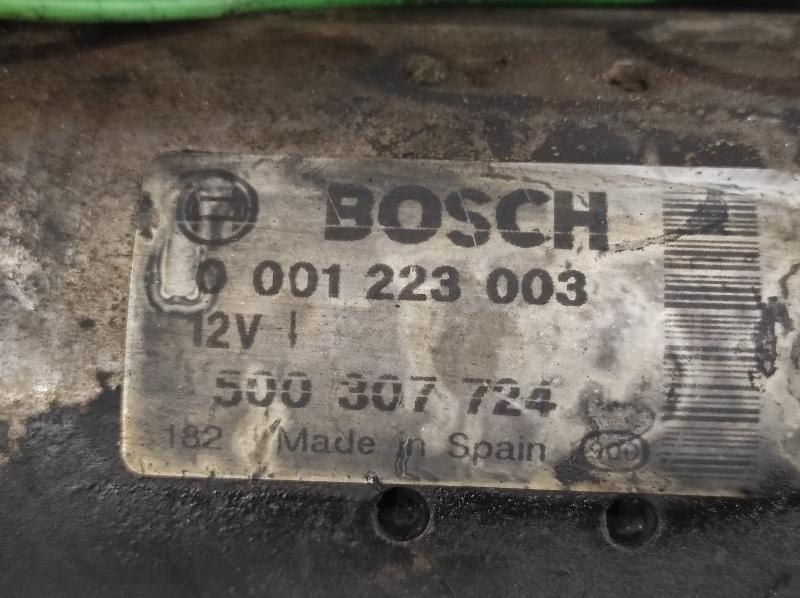 BOSCH
0 001 223 003
12V
500 307 724
182 Made in Spain